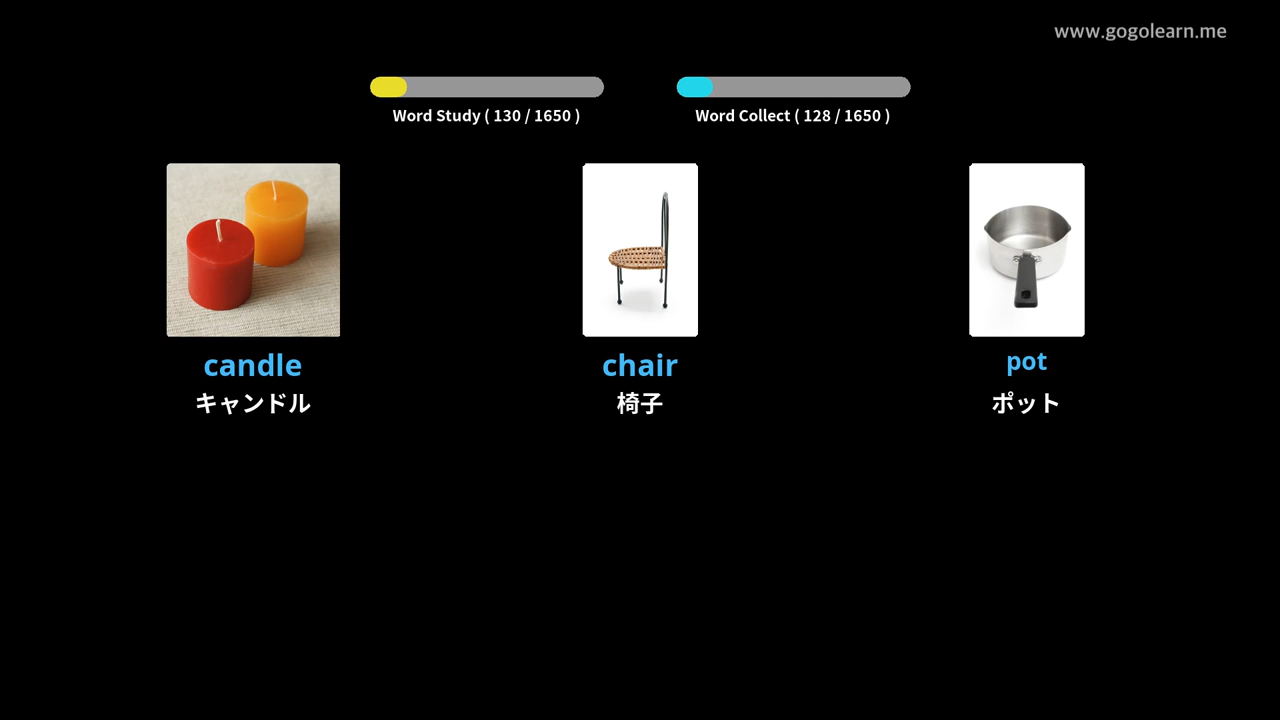 www.gogolearn.me
Word Study ( 130 / 1650 )
Word Collect ( 128 / 1650 )
candle
chair
pot
キャンドル
椅子
ポット